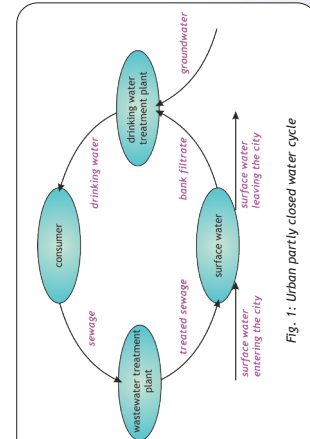 groundwater
drinking water
treatment plant
drinking water
bank filtrate
consumer
surface water
surface water
leaving the city
sewage
treated sewage
wastewater treatment
plant
surface water
entering the city
Fig. 1: Urban partly closed water cycle